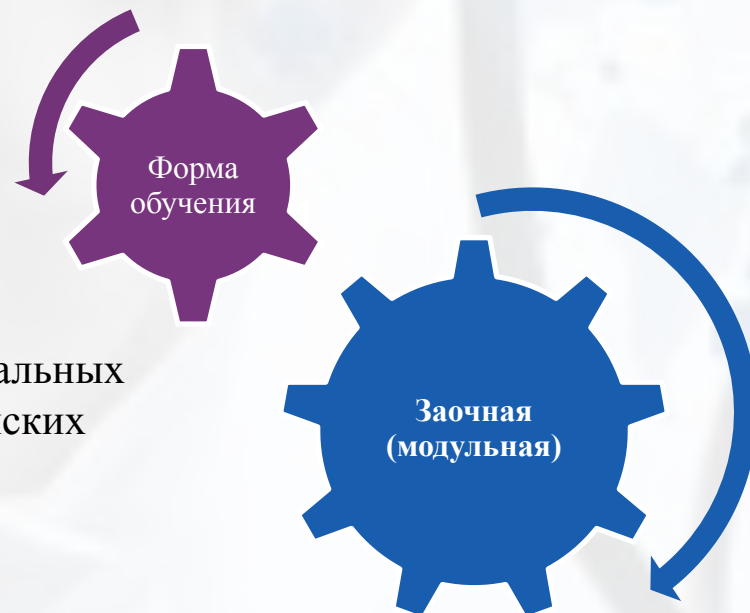 Форма
обучения
альных
ских
Заочная
(модульная)